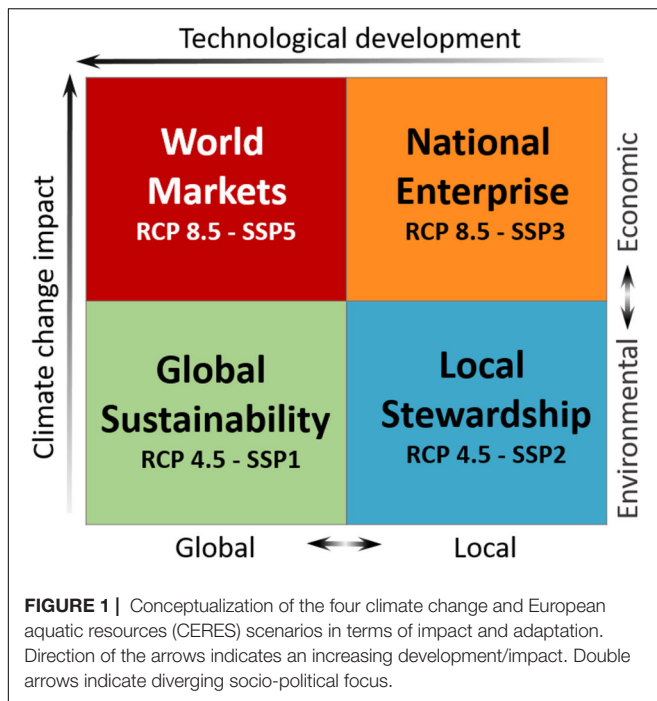 Technological development
Climate change impact
World
Markets
RCP 8.5 - SSP5
National
Enterprise
RCP 8.5 - SSP3
Economic
Global
Sustainability
RCP 4.5 - SSP1
Local
Stewardship
RCP 4.5 - SSP2
Environmental
Global
Local
FIGURE 1 | Conceptualization of the four climate change and European
aquatic resources (CERES) scenarios in terms of impact and adaptation.
Direction of the arrows indicates an increasing development/impact. Double
arrows indicate diverging socio-political focus.